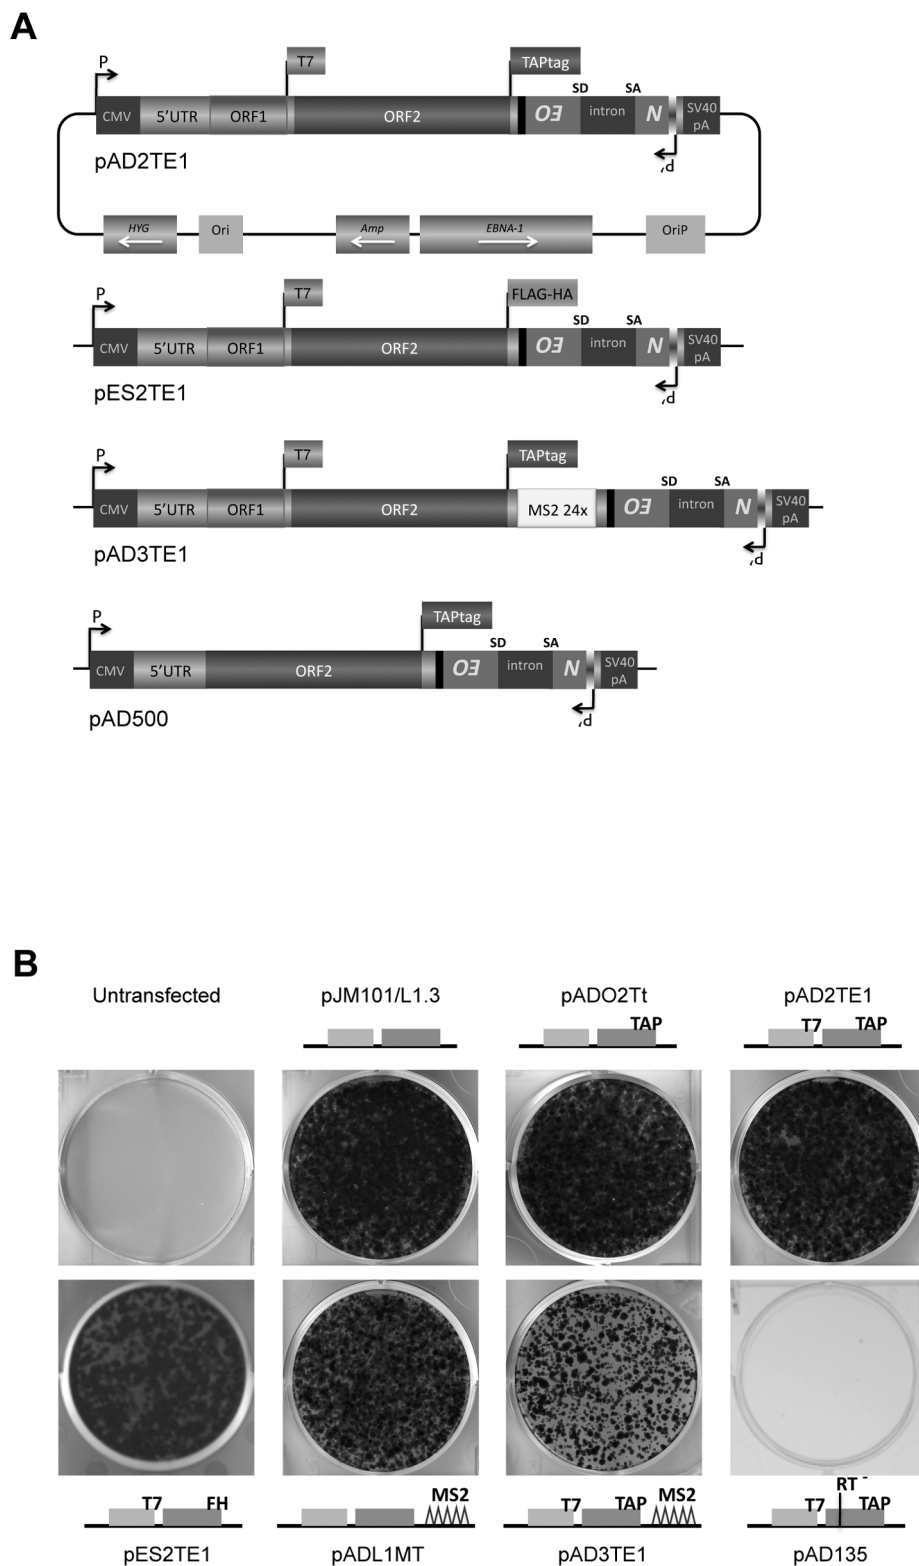 A
P
T7
TAPtag
SD
SA
CMV
5’UTR
ORF1
ORF2
EO
intron
N
SV40
pA
P’
pAD2TE1
HYG
Ori
Amp
EBNA-1
OriP
P
T7
FLAG-HA
SD
SA
CMV
5’UTR
ORF1
ORF2
EO
intron
N
SV40
pA
P’
pES2TE1
P
T7
TAPtag
SD
SA
CMV
5’UTR
ORF1
ORF2
MS2 24x
EO
intron
N
SV40
pA
P’
pAD3TE1
P
TAPtag
SD
SA
CMV
5’UTR
ORF2
EO
intron
N
SV40
pA
P’
pAD500
B
Untransfected
pJM101/L1.3
pADO2Tt
pAD2TE1
TAP
T7
TAP
T7
FH
MS2
T7
TAP
MS2
RT -
T7
TAP
pES2TE1
pADL1MT
pAD3TE1
pAD135